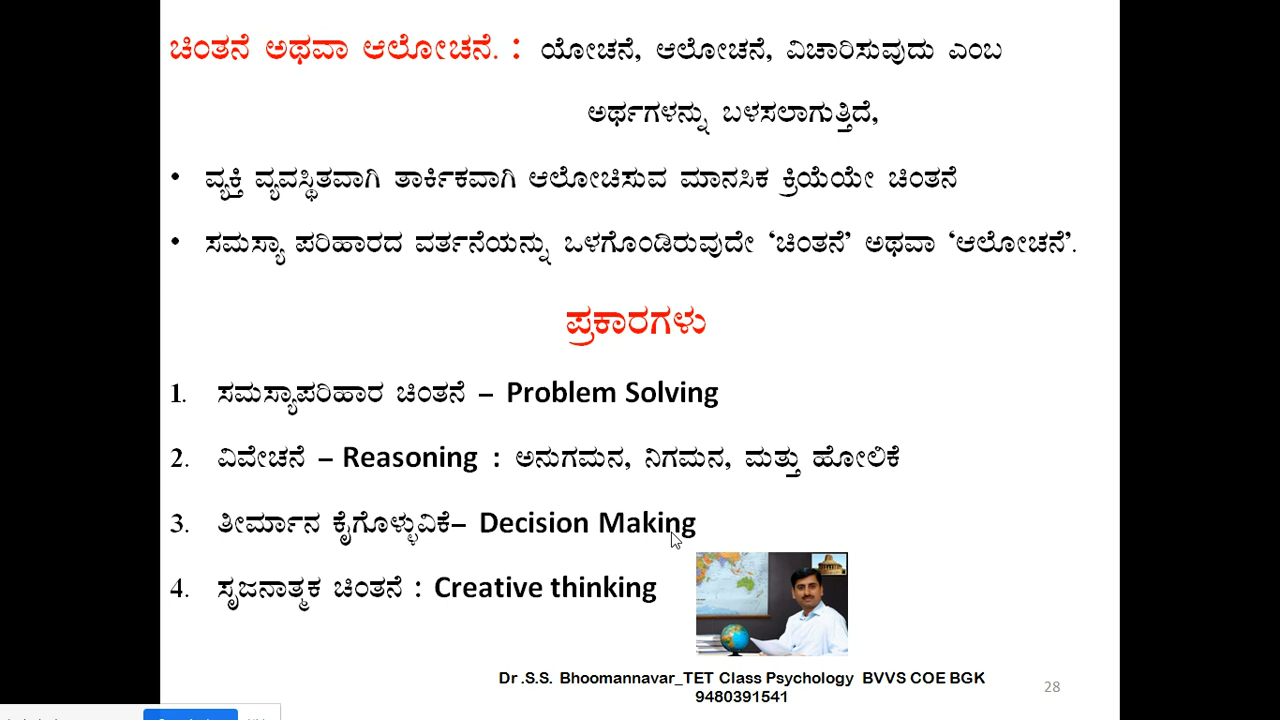 ಚಿಂತನೆ ಅಥವಾ ಆಲೋಚನೆ. : ಯೋಚನೆ, ಆಲೋಚನೆ, ವಿಚಾರಿಸುವುದು ಎಂಬ
ಅರ್ಥಗಳನ್ನು ಬಳಸಲಾಗುತ್ತಿದೆ,
• ವ್ಯಕ್ತಿ ವ್ಯವಸ್ಥಿತವಾಗಿ ತಾರ್ಕಿಕವಾಗಿ ಆಲೋಚಿಸುವ ಮಾನಸಿಕ ಕ್ರಿಯೆಯೇ ಚಿಂತನೆ
• ಸಮಸ್ಯಾ ಪರಿಹಾರದ ವರ್ತನೆಯನ್ನು ಒಳಗೊಂಡಿರುವುದೇ ‘ಚಿಂತನೆ’ ಅಥವಾ ‘ಆಲೋಚನೆ’.
ಪ್ರಕಾರಗಳು
1. ಸಮಸ್ಯಾಪರಿಹಾರ ಚಿಂತನೆ – Problem Solving
2. ವಿವೇಚನೆ – Reasoning : ಅನುಗಮನ, ನಿಗಮನ, ಮತ್ತು ಹೋಲಿಕೆ
3. ತೀರ್ಮಾನ ಕೈಗೊಳ್ಳುವಿಕೆ– Decision Making
4. ಸೃಜನಾತ್ಮಕ ಚಿಂತನೆ : Creative thinking
Dr .S.S. Bhoomannavar_TET Class Psychology BVVS COE BGK
9480391541
28